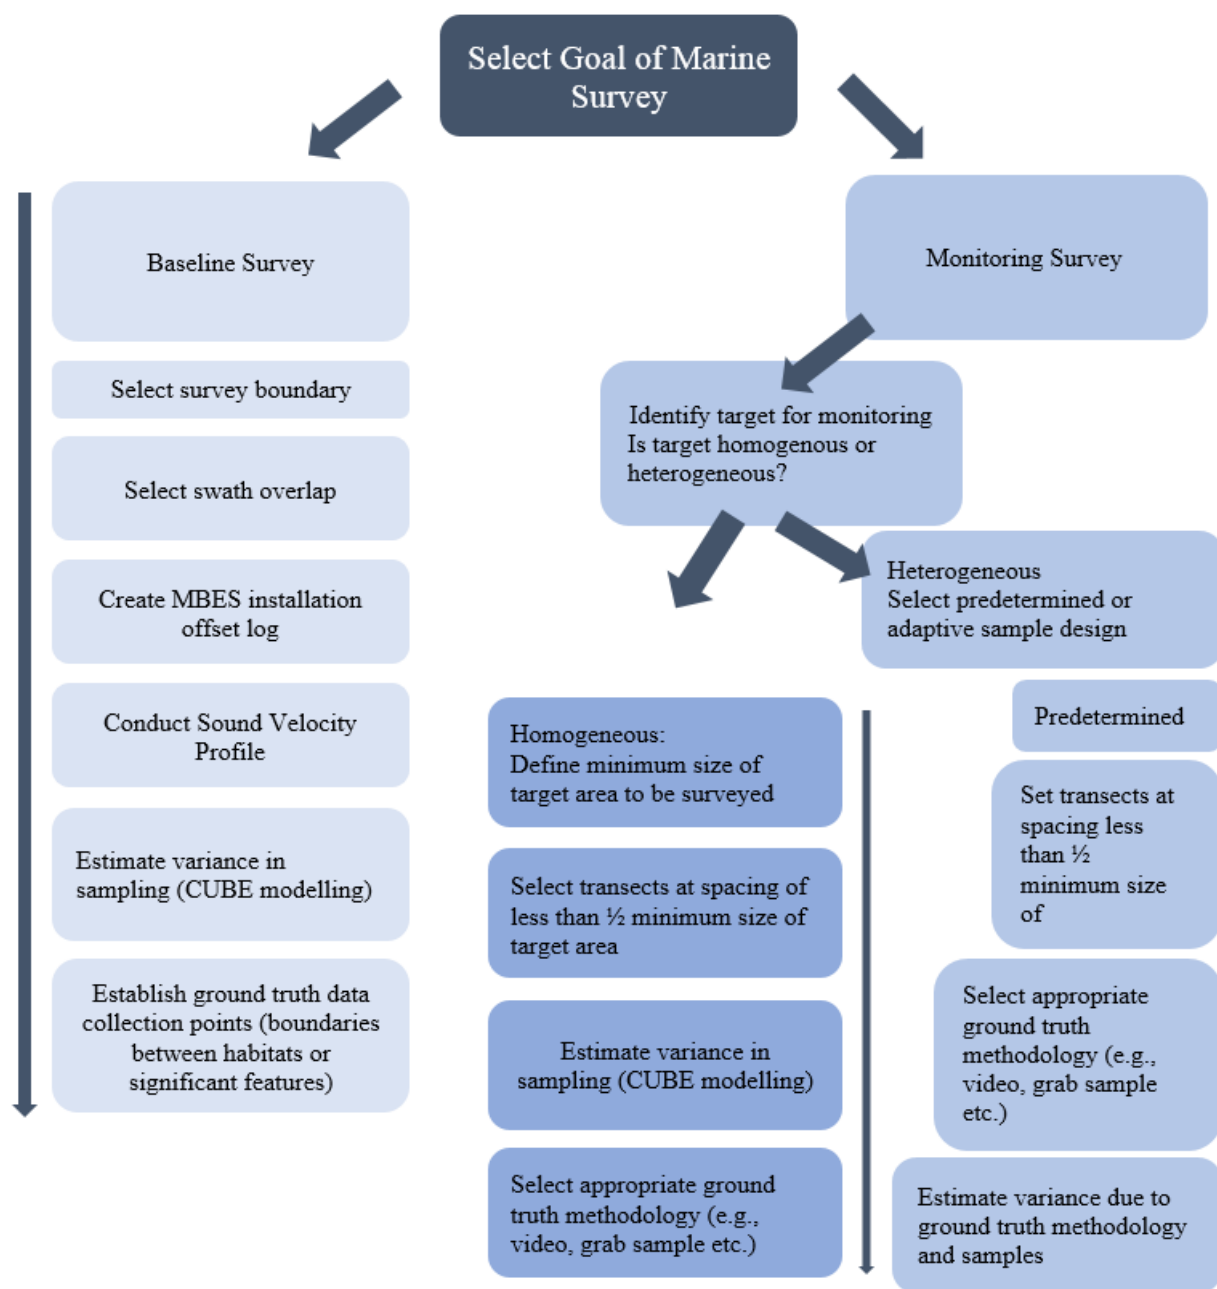 Select Goal of Marine
Survey
Baseline Survey
Select survey boundary
Select swath overlap
Create MBES installation
offset log
Conduct Sound Velocity
Profile
Estimate variance in
sampling (CUBE modelling)
Establish ground truth data
collection points (boundaries
between habitats or
significant features)
Monitoring Survey
Identify target for monitoring
Is target homogenous or
heterogeneous?
Homogeneous:
Define minimum size of
target area to be surveyed
Select transects at spacing of
less than ½ minimum size of
target area
Estimate variance in
sampling (CUBE modelling)
Select appropriate ground
truth methodology (e.g.,
video, grab sample etc.)
Heterogeneous
Select predetermined or
adaptive sample design
Predetermined
Set transects at
spacing less
than ½
minimum size
of
Select appropriate
ground truth
methodology (e.g.,
video, grab sample
etc.)
Estimate variance due to
ground truth methodology
and samples